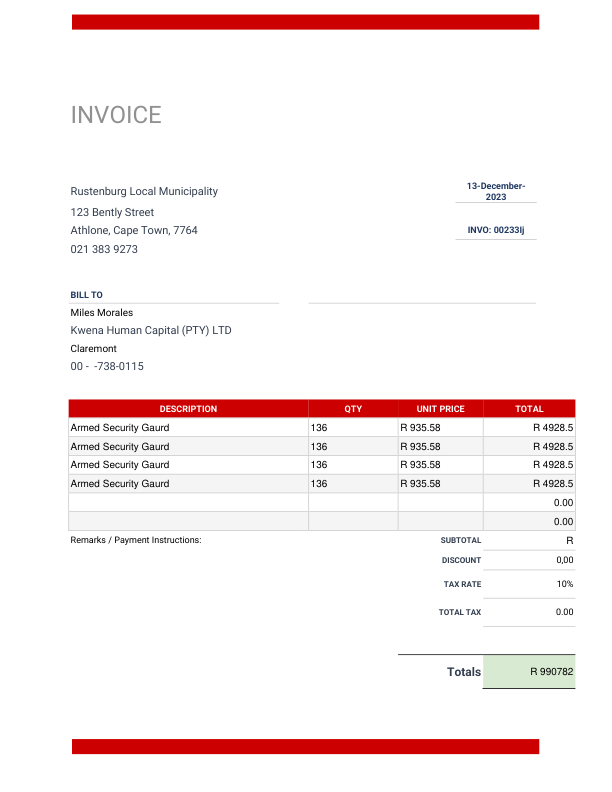 INVOICE
Rustenburg Local Municipality
13-December-
2023
123 Bently Street
Athlone, Cape Town, 7764
INVO: 00233lj
021 383 9273
BILL TO
Miles Morales
Kwena Human Capital (PTY) LTD
Claremont
00 -  -738-0115
DESCRIPTION QTY UNIT PRICE TOTAL
Armed Security Gaurd 136 R 935.58 R 4928.5
Armed Security Gaurd 136 R 935.58 R 4928.5
Armed Security Gaurd 136 R 935.58 R 4928.5
Armed Security Gaurd 136 R 935.58 R 4928.5
0.00
0.00
Remarks / Payment Instructions: SUBTOTAL R
DISCOUNT 0,00
TAX RATE 10%
TOTAL TAX 0.00
Totals R 990782